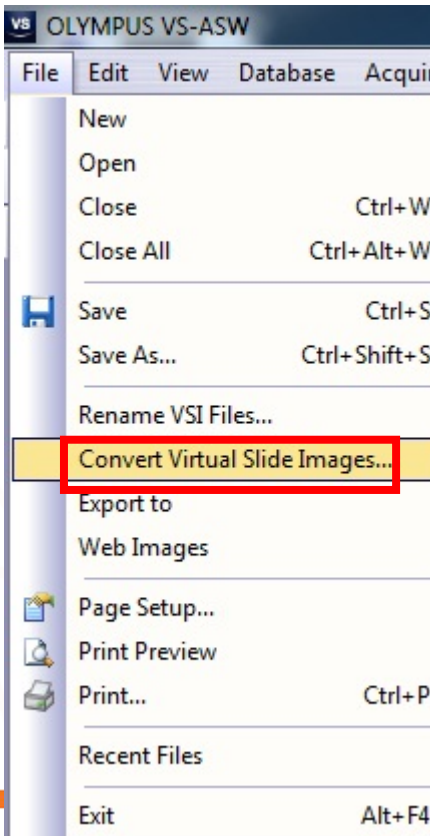 VS OLYMPUS VS-ASW
File Edit View Database
New
Open
Close Ctrl+W
Close All Ctrl+Alt+W
Save Ctrl+S
Save As... Ctrl+Shift+S
Rename VSI Files...
Convert Virtual Slide Images...
Export to
Web Images
Page Setup...
Print Preview
Print... Ctrl+P
Recent Files
Exit Alt+F4